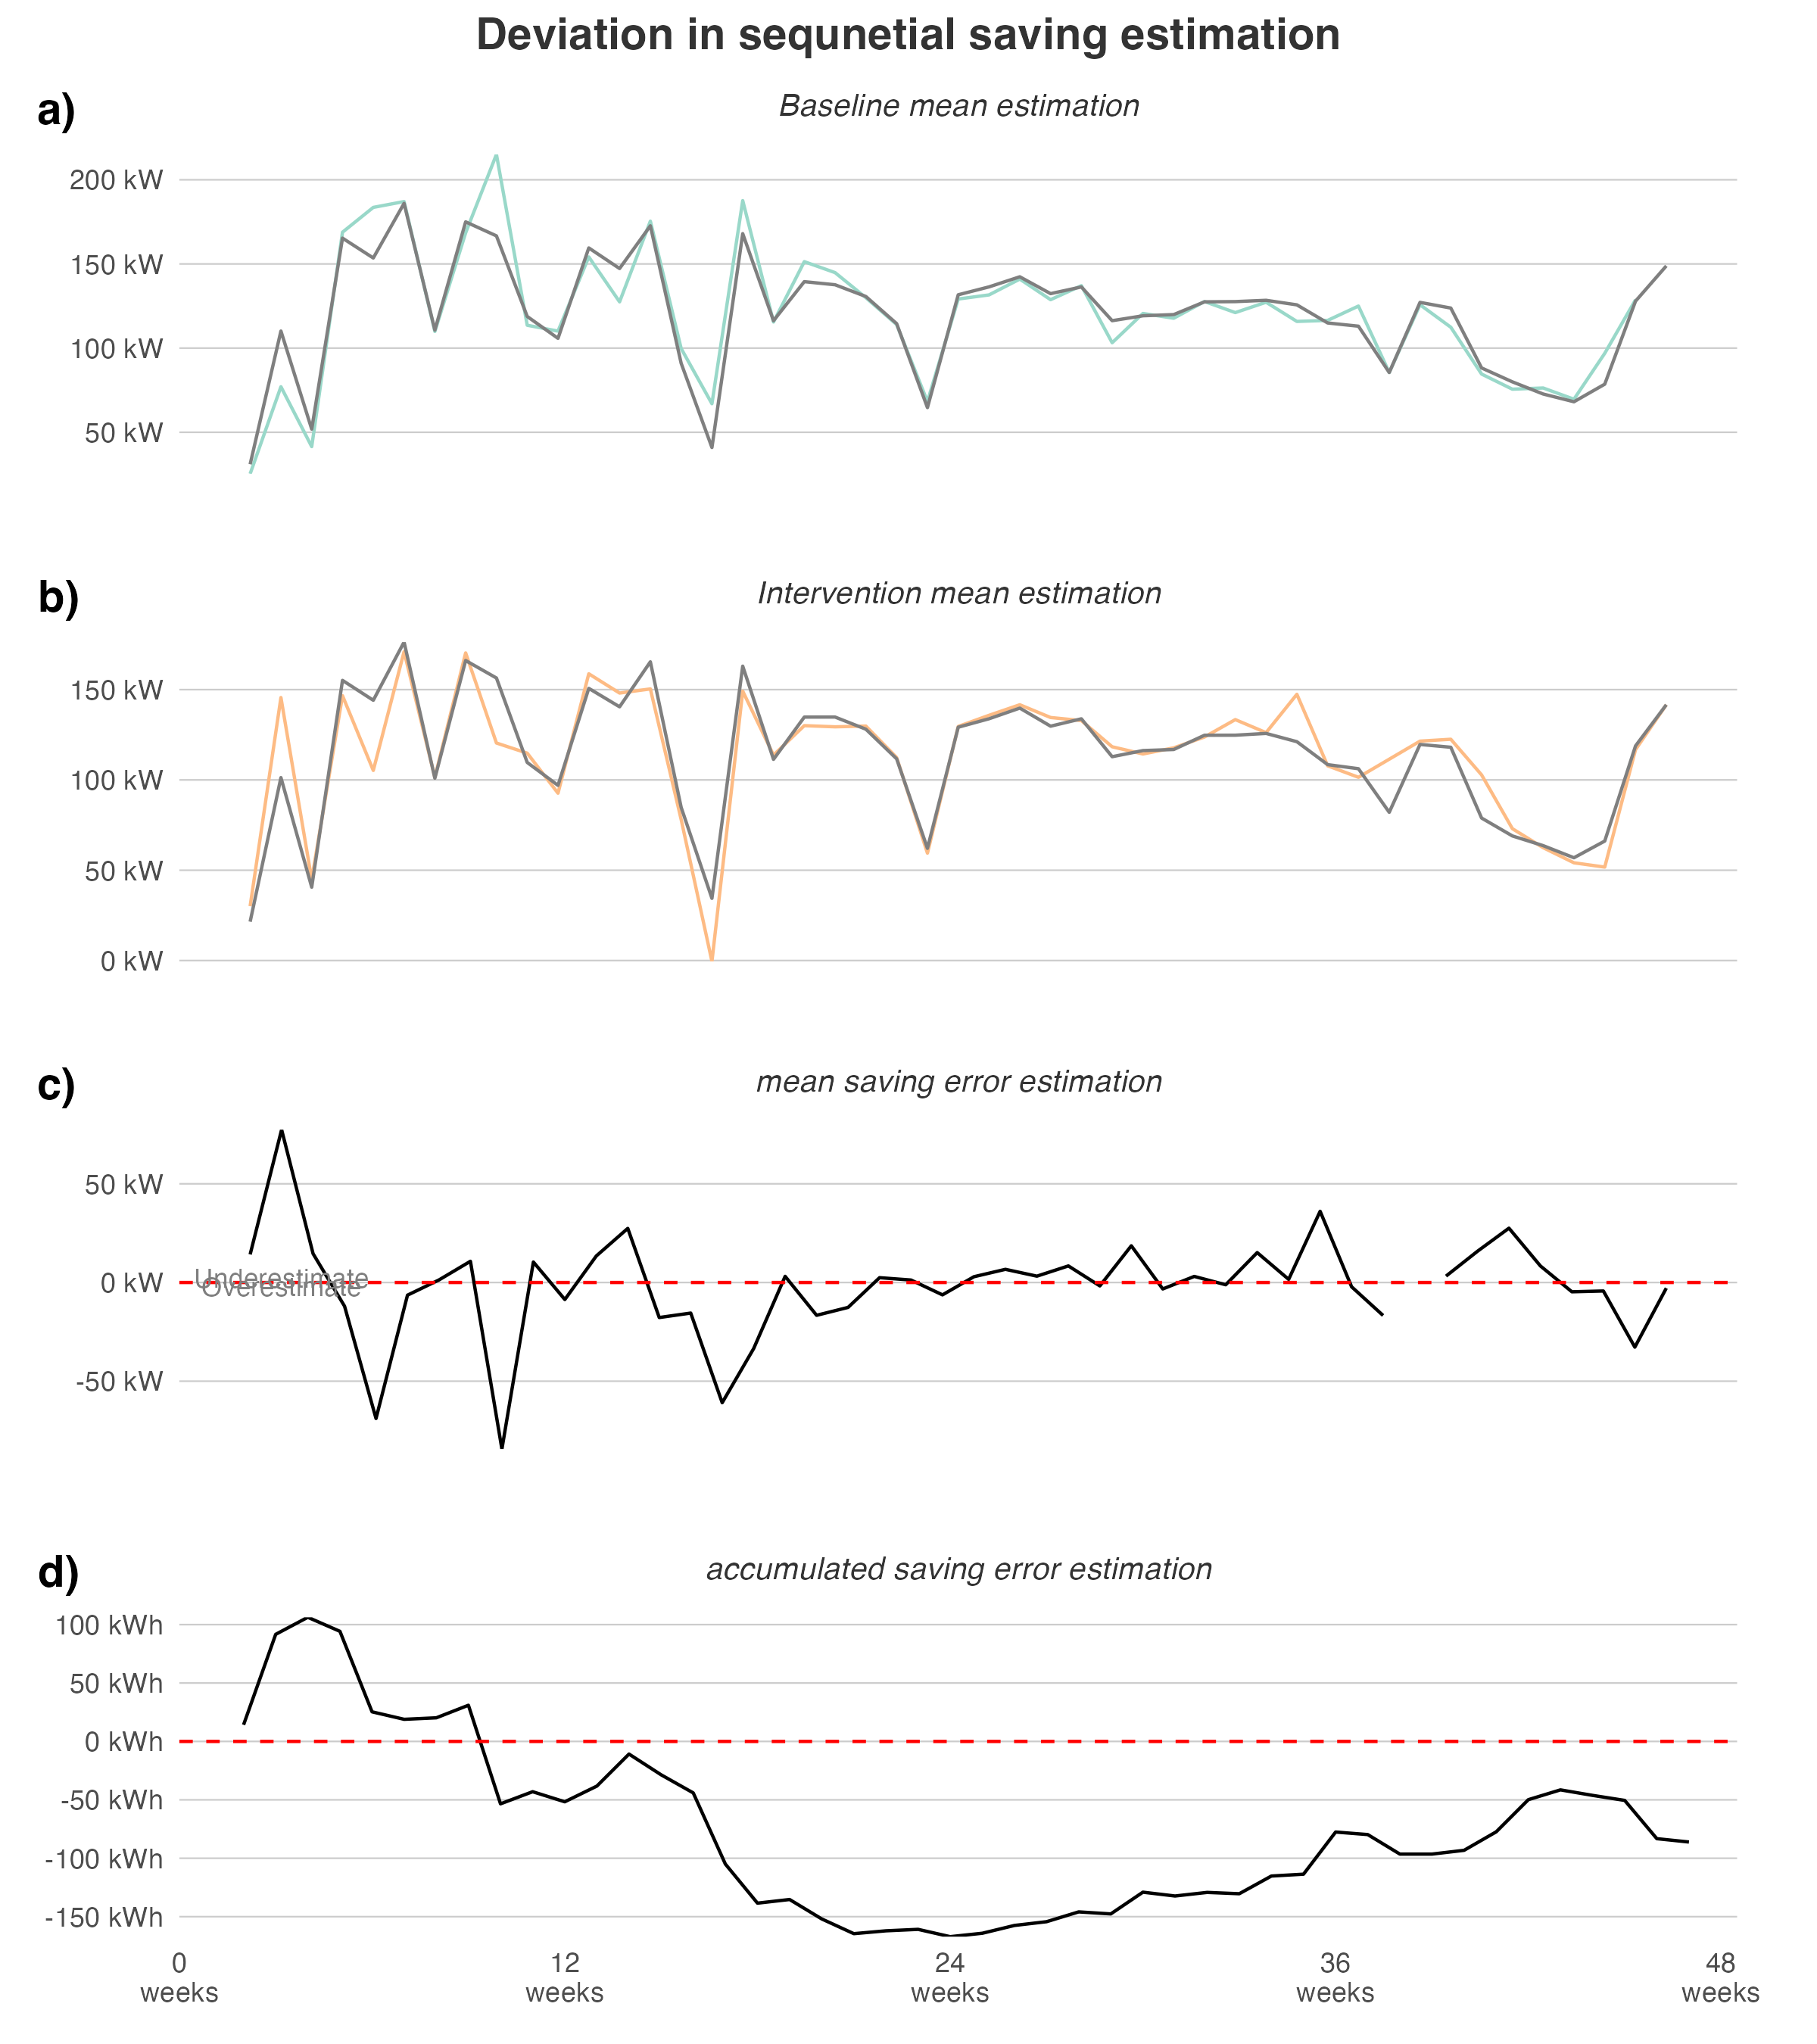 Deviation in sequnetial saving estimation
a)
Baseline mean estimation
200 kW
150 kW
100 kW
50 kW
b)
Intervention mean estimation
150 kW
100 kW
50 kW
0 kW
c)
mean saving error estimation
50 kW
0 kW
-50 kW
Underestimate
Overestimate
d)
accumulated saving error estimation
100 kWh
50 kWh
0 kWh
-50 kWh
-100 kWh
-150 kWh
0 12 24 36 48
weeks weeks weeks weeks weeks